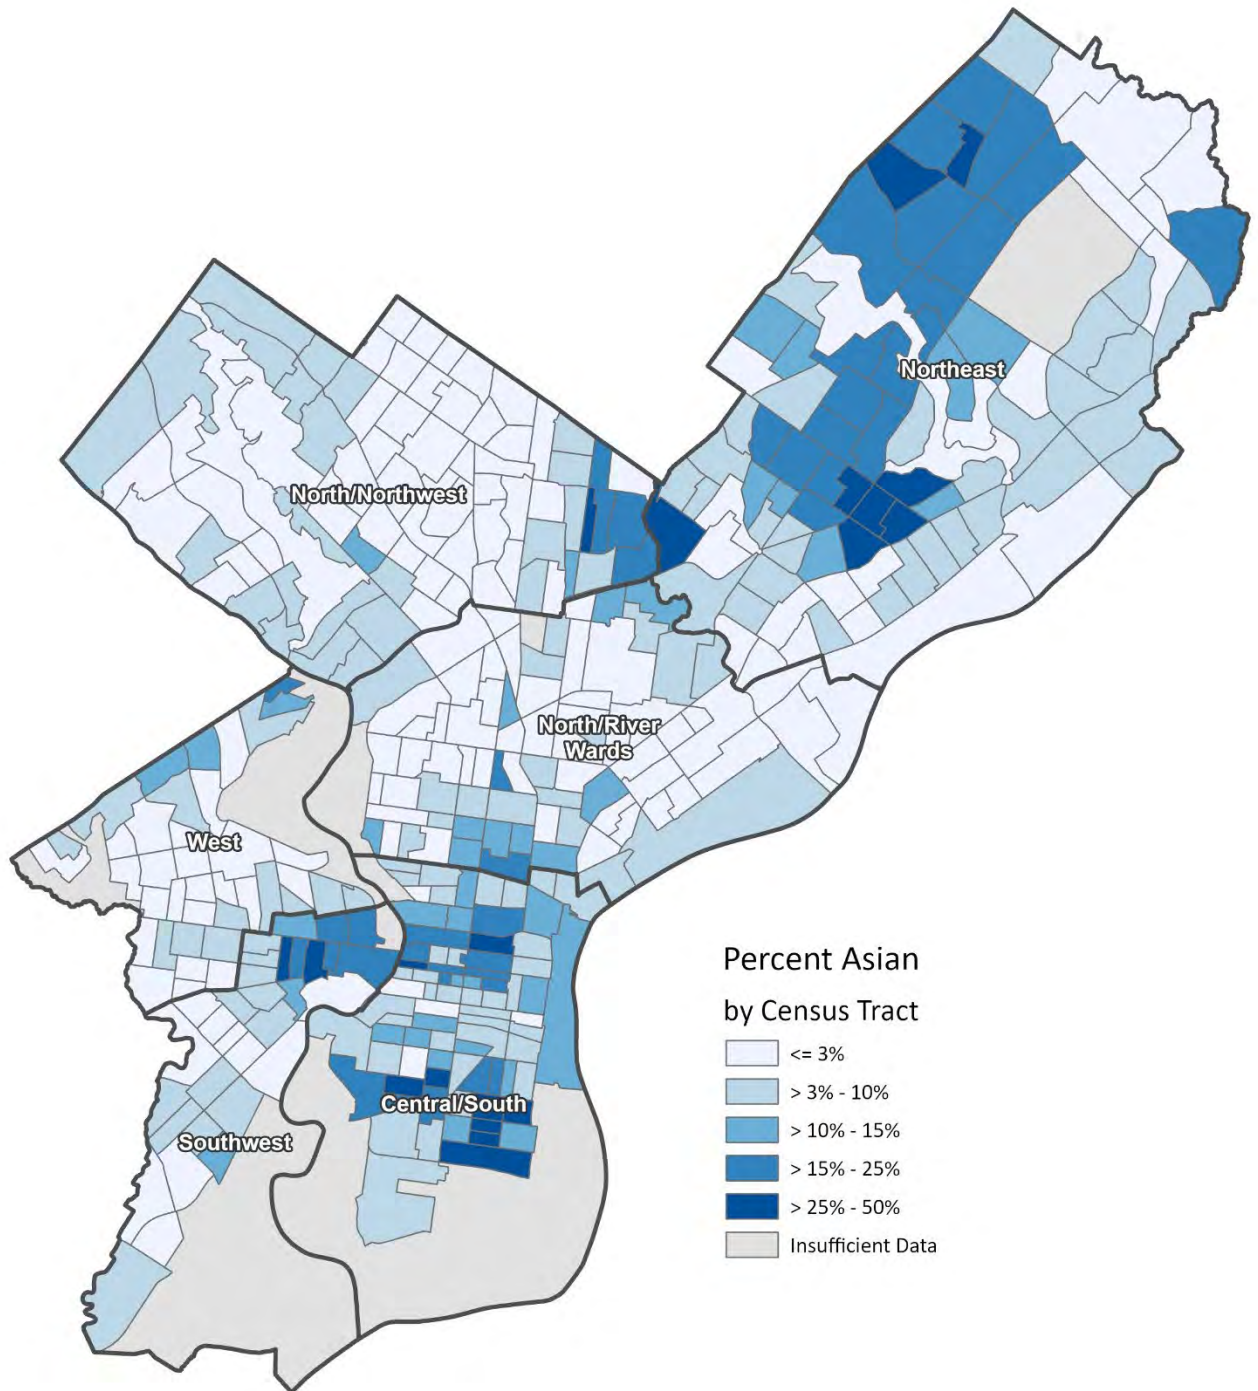 Northeast
North/Northwest
North/River
Wards
West
Central/South
Southwest
Percent Asian
by Census Tract
<= 3%
> 3% - 10%
> 10% - 15%
> 15% - 25%
> 25% - 50%
Insufficient Data